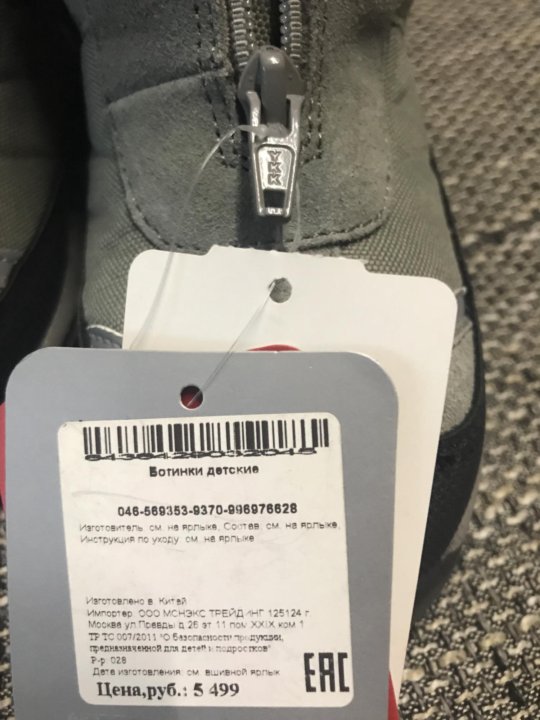 YKK
Ботинки детские
046-569353-9370-996976628
Изготовитель см. на ярлыке, Состав см. на ярлыке,
Инструкция по уходу см. на ярлыке
Изготовлено в Китай
Импортер ООО МСНЭКС ТРЕЙДИНГ 125124 г
Москва ул.Правды д 26 эт 11 пом XXIX ком 1
ТР ТС 007/2011 "О безопасности продукции,
предназначенной для детей и подростков"
Р-р 028
Дата изготовления см. вшивной ярлык
Цена,руб.: 5 499
ЕАС